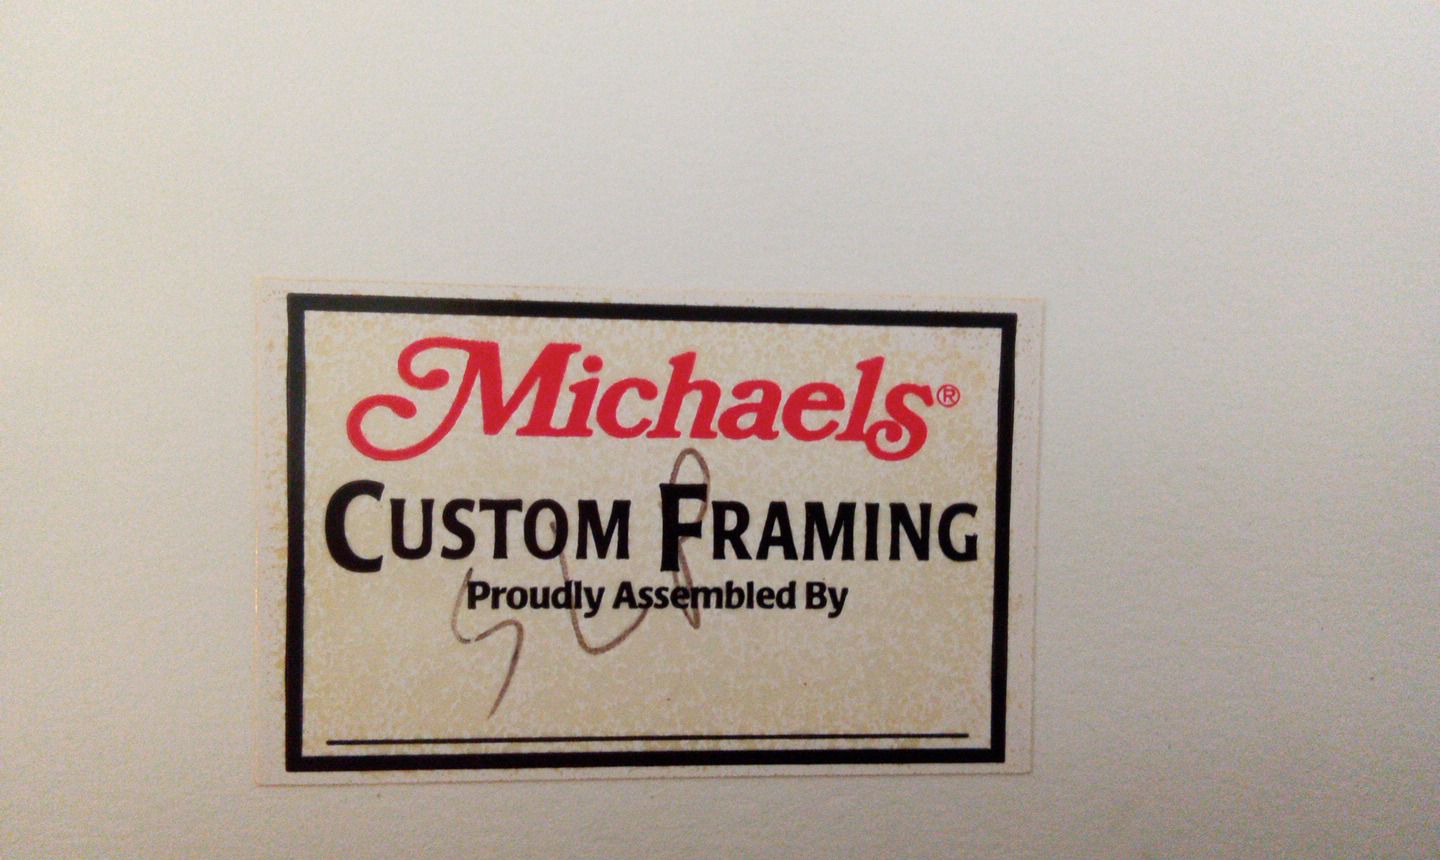 Michaels®
CUSTOM FRAMING
Proudly Assembled By